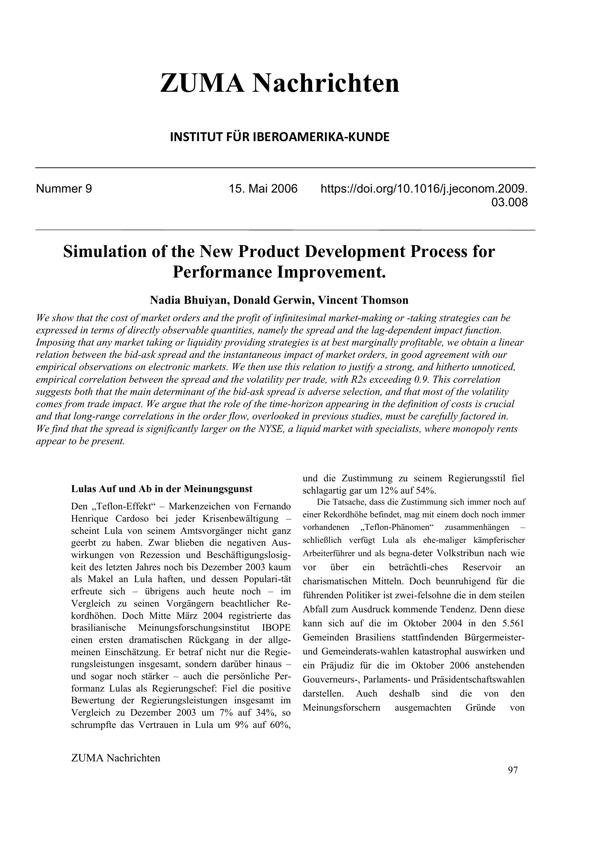 ZUMA Nachrichten
INSTITUT FÜR IBEROAMERIKA-KUNDE
Nummer 9
15. Mai 2006
https://doi.org/10.1016/j.jeconom.2009.
03.008
Simulation of the New Product Development Process for
Performance Improvement.
Nadia Bhuiyan, Donald Gerwin, Vincent Thomson
We show that the cost of market orders and the profit of infinitesimal market-making or -taking strategies can be
expressed in terms of directly observable quantities, namely the spread and the lag-dependent impact function.
Imposing that any market taking or liquidity providing strategies is at best marginally profitable, we obtain a linear
relation between the bid-ask spread and the instantaneous impact of market orders, in good agreement with our
empirical observations on electronic markets. We then use this relation to justify a strong, and hitherto unnoticed,
empirical correlation between the spread and the volatility per trade, with R2s exceeding 0.9. This correlation
suggests both that the main determinant of the bid-ask spread is adverse selection, and that most of the volatility
comes from trade impact. We argue that the role of the time-horizon appearing in the definition of costs is crucial
and that long-range correlations in the order flow, overlooked in previous studies, must be carefully factored in.
We find that the spread is significantly larger on the NYSE, a liquid market with specialists, where monopoly rents
appear to be present.
Lulas Auf und Ab in der Meinungsgunst
Den „Teflon-Effekt“ – Markenzeichen von Fernando
Henrique Cardoso bei jeder Krisenbewältigung –
scheint Lula von seinem Amtsvorgänger nicht ganz
geerbt zu haben. Zwar blieben die negativen Aus-
wirkungen von Rezession und Beschäftigungslosig-
keit des letzten Jahres noch bis Dezember 2003 kaum
als Makel an Lula haften, und dessen Populari-tät
erfreute sich – übrigens auch heute noch – im
Vergleich zu seinen Vorgängern beachtlicher Re-
kordhöhen. Doch Mitte März 2004 registrierte das
brasilianische Meinungsforschungsinstitut IBOPE
einen ersten dramatischen Rückgang in der allge-
meinen Einschätzung. Er betraf nicht nur die Regie-
rungsleistungen insgesamt, sondern darüber hinaus –
und sogar noch stärker – auch die persönliche Per-
formanz Lulas als Regierungschef: Fiel die positive
Bewertung der Regierungsleistungen insgesamt im
Vergleich zu Dezember 2003 um 7% auf 34%, so
schrumpfte das Vertrauen in Lula um 9% auf 60%,
und die Zustimmung zu seinem Regierungsstil fiel
schlagartig gar um 12% auf 54%.
Die Tatsache, dass die Zustimmung sich immer noch auf
einer Rekordhöhe befindet, mag mit einem doch noch immer
vorhandenen „Teflon-Phänomen“ zusammenhängen –
schließlich verfügt Lula als ehe-maliger kämpferischer
Arbeiterführer und als begna-deter Volkstribun nach wie
vor über ein beträchtli-ches Reservoir an
charismatischen Mitteln. Doch beunruhigend für die
führenden Politiker ist zwei-felsohne die in dem steilen
Abfall zum Ausdruck kommende Tendenz. Denn diese
kann sich auf die im Oktober 2004 in den 5.561
Gemeinden Brasiliens stattfindenden Bürgermeister-
und Gemeinderats-wahlen katastrophal auswirken und
ein Präjudiz für die im Oktober 2006 anstehenden
Gouverneurs-, Parlaments- und Präsidentschaftswahlen
darstellen. Auch deshalb sind die von den
Meinungsforschern ausgemachten Gründe von
ZUMA Nachrichten
97